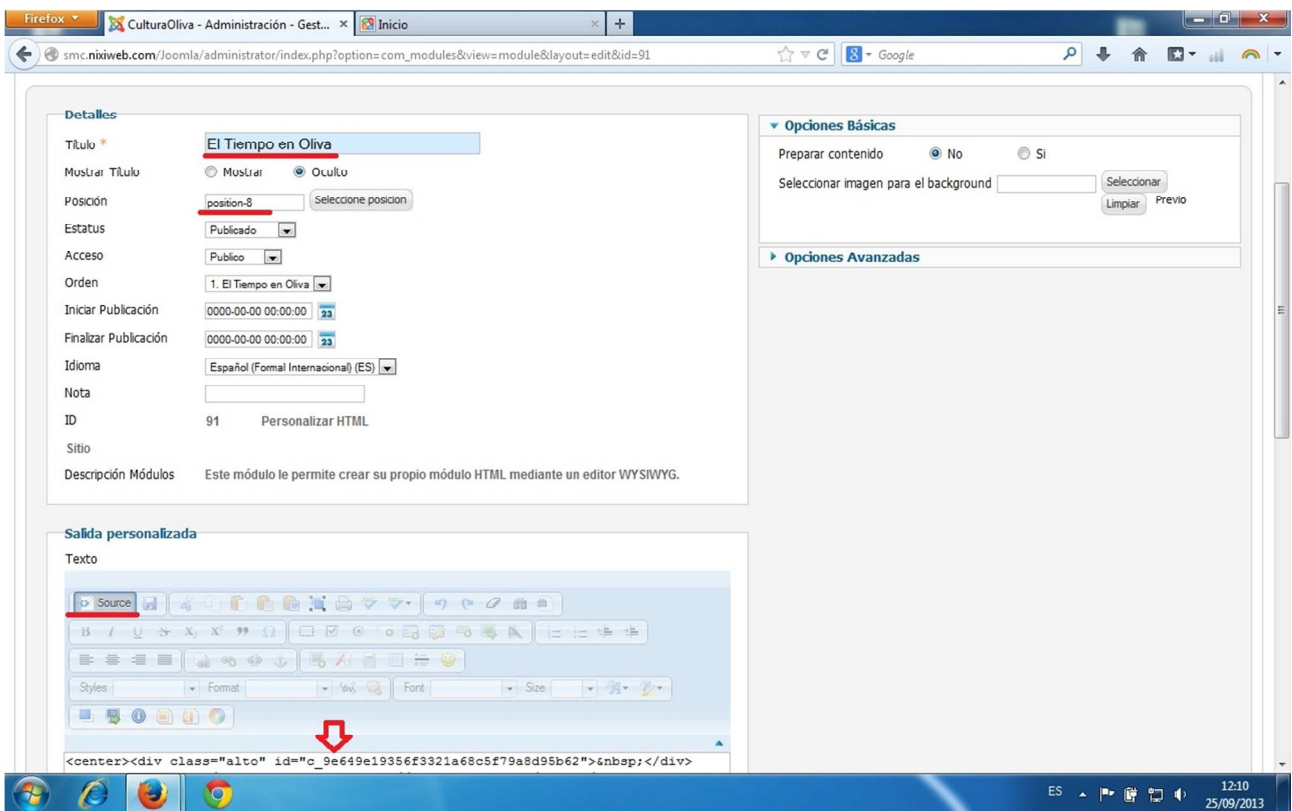 Firefox
CulturaOliva - Administración - Gest... × Inicio × +
smc.nixiweb.com/Joomla/administrator/index.php?option=com_modules&view=module&layout=edit&id=91 Google
Detalles
Título * El Tiempo en Oliva
Mostrar Título Mostrar Oculto
Posición position-8 Seleccione posicion
Estatus Publicado
Acceso Publico
Orden 1. El Tiempo en Oliva
Iniciar Publicación 0000-00-00 00:00:00 23
Finalizar Publicación 0000-00-00 00:00:00 23
Idioma Español (Formal Internacional) (ES)
Nota
ID 91 Personalizar HTML
Sitio
Descripción Módulos Este módulo le permite crear su propio módulo HTML mediante un editor WYSIWYG.
Opciones Básicas
Preparar contenido No Si
Seleccionar imagen para el background Seleccionar
Limpiar Previo
Opciones Avanzadas
Salida personalizada
Texto
Source
B I U S X₂ X² Ω
Styles Format Font Size
<center><div class="alto" id="c_9e649e19356f3321a68c5f79a8d95b62">&nbsp;</div>
ES 12:10
25/09/2013